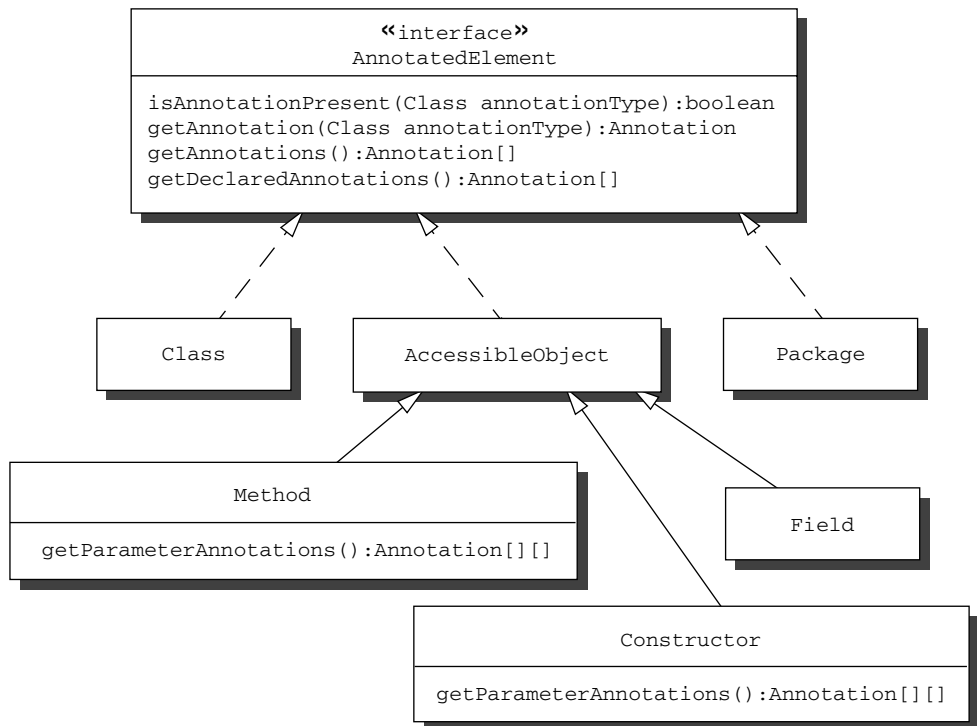 «interface»
AnnotatedElement
isAnnotationPresent(Class annotationType):boolean
getAnnotation(Class annotationType):Annotation
getAnnotations():Annotation[]
getDeclaredAnnotations():Annotation[]
Class
AccessibleObject
Package
Method
getParameterAnnotations():Annotation[][]
Field
Constructor
getParameterAnnotations():Annotation[][]